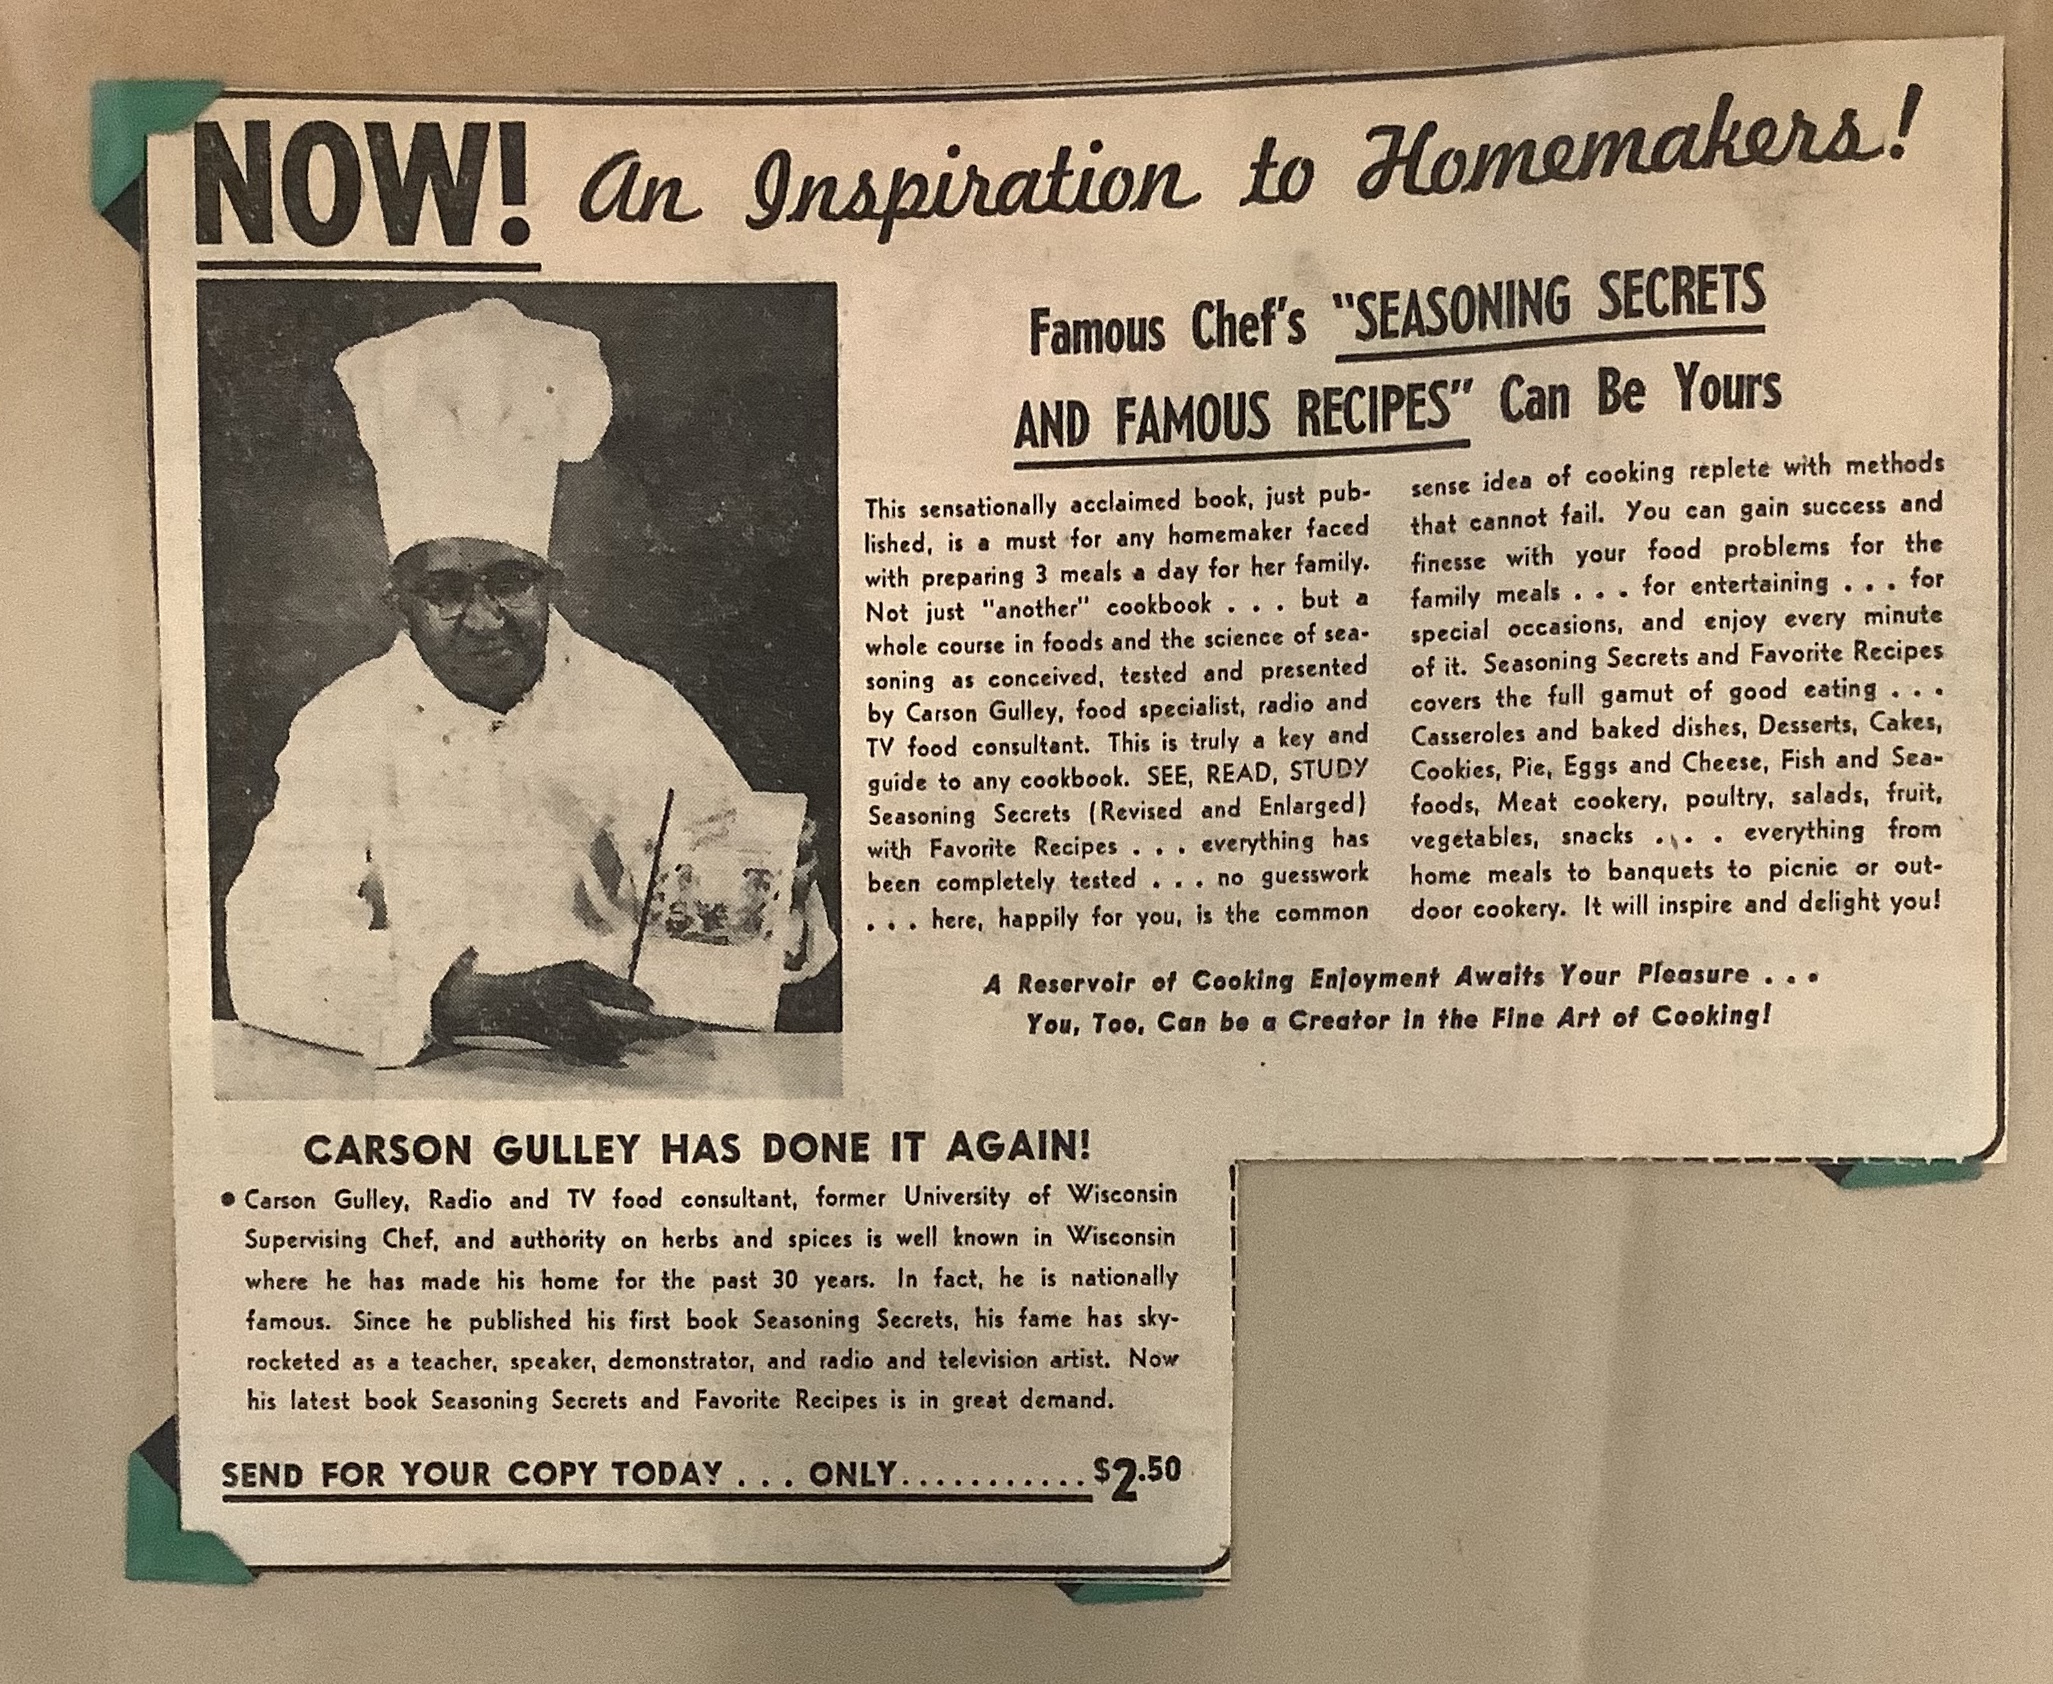 NOW! An Inspiration to Homemakers!
Famous Chef's "SEASONING SECRETS
AND FAMOUS RECIPES" Can Be Yours
This sensationally acclaimed book, just pub-
lished, is a must for any homemaker faced
with preparing 3 meals a day for her family.
Not just "another" cookbook . . . but a
whole course in foods and the science of sea-
soning as conceived, tested and presented
by Carson Gulley, food specialist, radio and
TV food consultant. This is truly a key and
guide to any cookbook. SEE, READ, STUDY
Seasoning Secrets (Revised and Enlarged)
with Favorite Recipes . . . everything has
been completely tested . . . no guesswork
. . . here, happily for you, is the common
sense idea of cooking replete with methods
that cannot fail. You can gain success and
finesse with your food problems for the
family meals . . . for entertaining . . . for
special occasions, and enjoy every minute
of it. Seasoning Secrets and Favorite Recipes
covers the full gamut of good eating . . .
Casseroles and baked dishes, Desserts, Cakes,
Cookies, Pie, Eggs and Cheese, Fish and Sea-
foods, Meat cookery, poultry, salads, fruit,
vegetables, snacks . . . everything from
home meals to banquets to picnic or out-
door cookery. It will inspire and delight you!
A Reservoir of Cooking Enjoyment Awaits Your Pleasure . . .
You, Too, Can be a Creator in the Fine Art of Cooking!
CARSON GULLEY HAS DONE IT AGAIN!
• Carson Gulley, Radio and TV food consultant, former University of Wisconsin
Supervising Chef, and authority on herbs and spices is well known in Wisconsin
where he has made his home for the past 30 years. In fact, he is nationally
famous. Since he published his first book Seasoning Secrets, his fame has sky-
rocketed as a teacher, speaker, demonstrator, and radio and television artist. Now
his latest book Seasoning Secrets and Favorite Recipes is in great demand.
SEND FOR YOUR COPY TODAY . . . ONLY...........$2.50